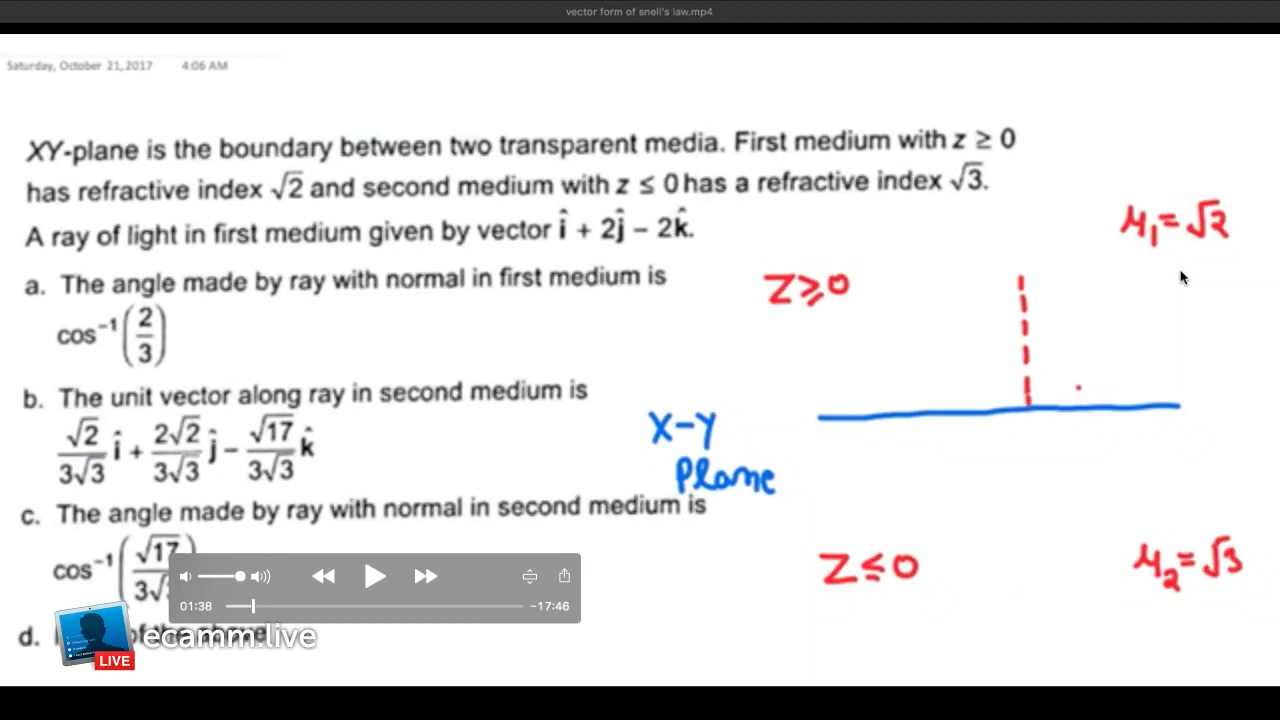 vector form of snell's law.mp4
Saturday, October 21, 2017 4:06 AM
XY-plane is the boundary between two transparent media. First medium with z ≥ 0
has refractive index √2 and second medium with z ≤ 0 has a refractive index √3.
A ray of light in first medium given by vector î + 2ĵ − 2k̂.
a. The angle made by ray with normal in first medium is
cos⁻¹(2/3)
b. The unit vector along ray in second medium is
√2/3√3 î + 2√2/3√3 ĵ − √17/3√3 k̂
c. The angle made by ray with normal in second medium is
cos⁻¹(√17/3√
d. of the above
μ₁=√2
Z≥0
X-Y
Plane
Z≤0
μ₂=√3
01:38 -17:46
ecamm.live
LIVE